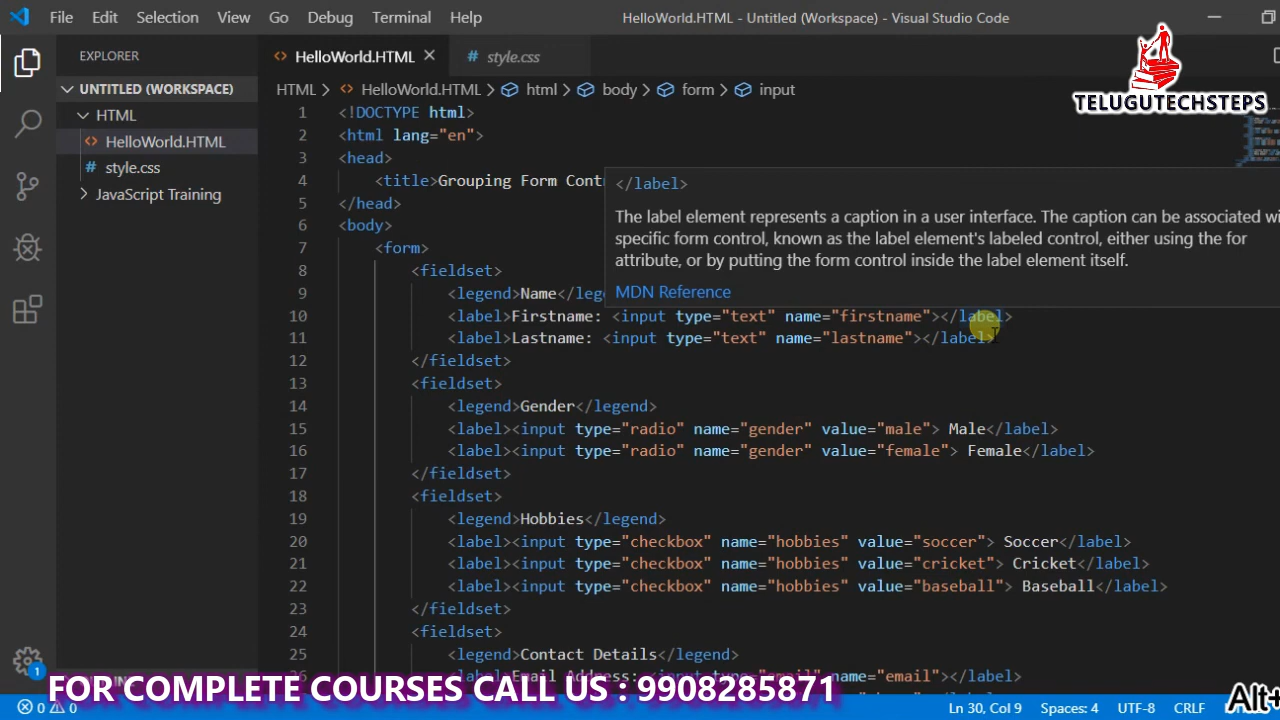 File Edit Selection View Go Debug Terminal Help
HelloWorld.HTML - Untitled (Workspace) - Visual Studio Code
TELUGUTECHSTEPS
EXPLORER
UNTITLED (WORKSPACE)
HTML
HelloWorld.HTML
style.css
JavaScript Training
HelloWorld.HTML
style.css
HTML > HelloWorld.HTML > html > body > form > input
1 <!DOCTYPE html>
2 <html lang="en">
3 <head>
4 <title>Grouping Form
5 </head>
6 <body>
7 <form>
8 <fieldset>
9 <legend>Name
10 <label>Firstname: <input type="text" name="firstname"></label>
11 <label>Lastname: <input type="text" name="lastname"></label>
12 </fieldset>
13 <fieldset>
14 <legend>Gender</legend>
15 <label><input type="radio" name="gender" value="male"> Male</label>
16 <label><input type="radio" name="gender" value="female"> Female</label>
17 </fieldset>
18 <fieldset>
19 <legend>Hobbies</legend>
20 <label><input type="checkbox" name="hobbies" value="soccer"> Soccer</label>
21 <label><input type="checkbox" name="hobbies" value="cricket"> Cricket</label>
22 <label><input type="checkbox" name="hobbies" value="baseball"> Baseball</label>
23 </fieldset>
24 <fieldset>
25 <legend>Contact Details</legend>
name="email"></label>
</label>
The label element represents a caption in a user interface. The caption can be associated
specific form control, known as the label element's labeled control, either using the for
attribute, or by putting the form control inside the label element itself.
MDN Reference
FOR COMPLETE COURSES CALL US : 9908285871
Alt+
1
0 0
Ln 30, Col 9 Spaces: 4 UTF-8 CRLF